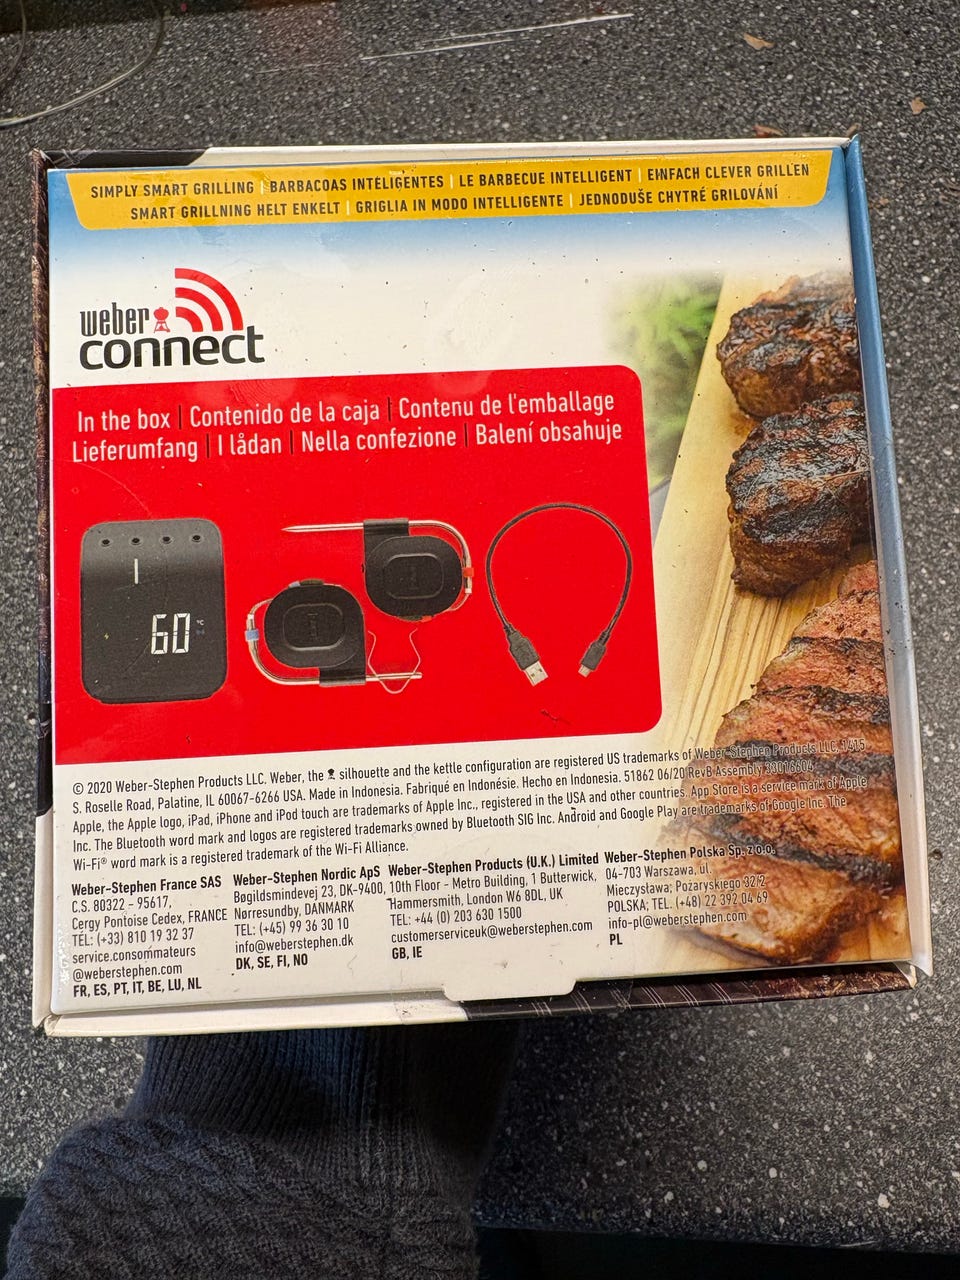 SIMPLY SMART GRILLING | BARBACOAS INTELIGENTES | LE BARBECUE INTELLIGENT | EINFACH CLEVER GRILLEN
SMART GRILLNING HELT ENKELT | GRIGLIA IN MODO INTELLIGENTE | JEDNODUŠE CHYTRÉ GRILOVÁNÍ
weber
connect
In the box | Contenido de la caja | Contenu de l'emballage
Lieferumfang | I lådan | Nella confezione | Balení obsahuje
60 °C
© 2020 Weber-Stephen Products LLC. Weber, the silhouette and the kettle configuration are registered US trademarks of Weber-Stephen Products LLC, 1415
S. Roselle Road, Palatine, IL 60067-6266 USA. Made in Indonesia. Fabriqué en Indonésie. Hecho en Indonesia. 51862 06/20 RevB Assembly 33016604
Apple, the Apple logo, iPad, iPhone and iPod touch are trademarks of Apple Inc., registered in the USA and other countries. App Store is a service mark of Apple
Inc. The Bluetooth word mark and logos are registered trademarks owned by Bluetooth SIG Inc. Android and Google Play are trademarks of Google Inc. The
Wi-Fi® word mark is a registered trademark of the Wi-Fi Alliance.
Weber-Stephen France SAS
C.S. 80322 – 95617,
Cergy Pontoise Cedex, FRANCE
TÉL: (+33) 810 19 32 37
service.consommateurs
@weberstephen.com
FR, ES, PT, IT, BE, LU, NL
Weber-Stephen Nordic ApS
Bøgildsmindevej 23, DK-9400,
Nørresundby, DANMARK
TEL: (+45) 99 36 30 10
info@weberstephen.dk
DK, SE, FI, NO
Weber-Stephen Products (U.K.) Limited
10th Floor - Metro Building, 1 Butterwick,
Hammersmith, London W6 8DL, UK
TEL: +44 (0) 203 630 1500
customerserviceuk@weberstephen.com
GB, IE
Weber-Stephen Polska Sp. z o.o.
04-703 Warszawa, ul.
Mieczysława; Pożaryskiego 32/2
POLSKA; TEL. (+48) 22 392 04 69
info-pl@weberstephen.com
PL